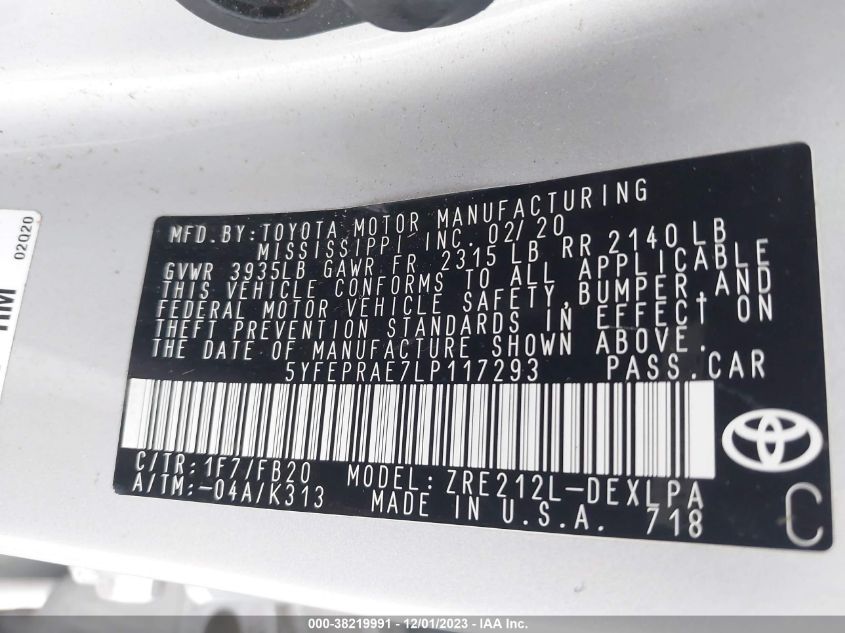 02020
HM
MFD. BY: TOYOTA MOTOR MANUFACTURING
MISSISSIPPI INC. 02/20
GVWR 3935LB GAWR FR 2315 LB RR 2140 LB
THIS VEHICLE CONFORMS TO ALL APPLICABLE
FEDERAL MOTOR VEHICLE SAFETY, BUMPER, AND
THEFT PREVENTION STANDARDS IN EFFECT ON
THE DATE OF MANUFACTURE SHOWN ABOVE.
5YFEPRAE7LP117293 PASS. CAR
C/TR: 1F7/FB20 MODEL: ZRE212L-DEXLPA
A/TM: -04A/K313 MADE IN U.S.A. 718
C
000-38219991 - 12/01/2023 - IAA Inc.